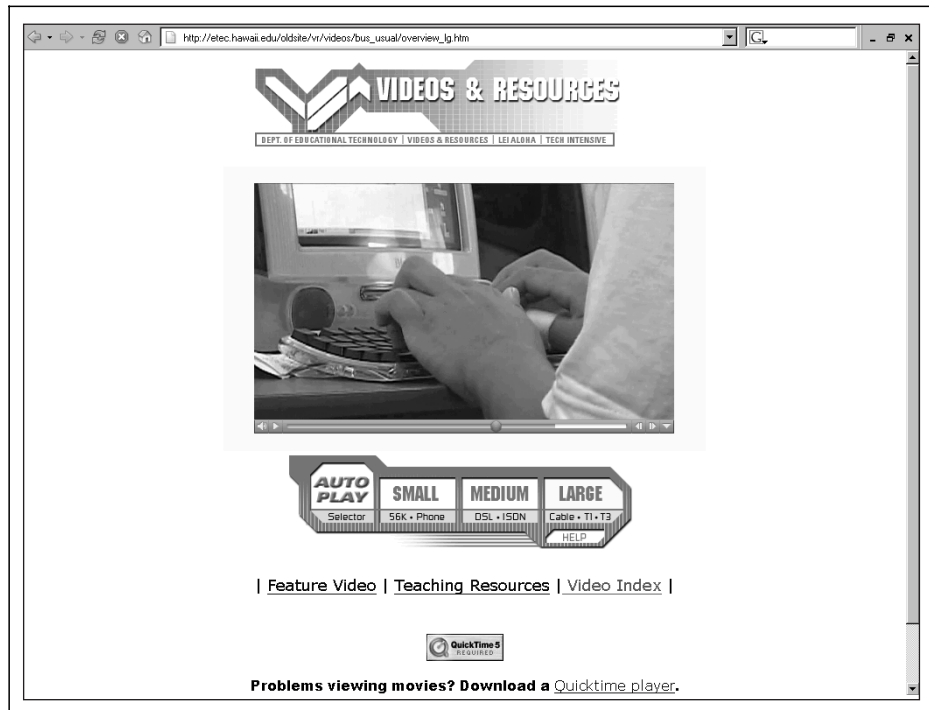 http://etec.hawaii.edu/oldsite/vr/videos/bus_usual/overview_lg.htm
G
VIDEOS & RESOURCES
DEPT. OF EDUCATIONAL TECHNOLOGY | VIDEOS & RESOURCES | LEI ALOHA | TECH INTENSIVE
AUTO PLAY
Selector
SMALL
56K • Phone
MEDIUM
DSL • ISDN
LARGE
Cable • T1 • T3
HELP
| Feature Video | Teaching Resources | Video Index |
QuickTime 5
REQUIRED
Problems viewing movies? Download a Quicktime player.